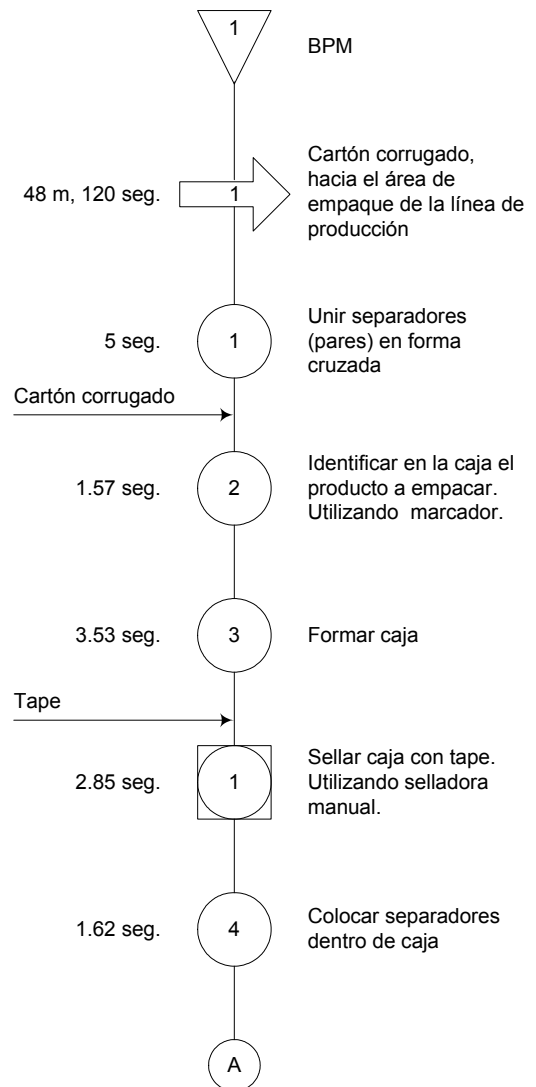 1
BPM
48 m, 120 seg.
1
Cartón corrugado,
hacia el área de
empaque de la línea de
producción
5 seg.
1
Unir separadores
(pares) en forma
cruzada
Cartón corrugado
1.57 seg.
2
Identificar en la caja el
producto a empacar.
Utilizando marcador.
3.53 seg.
3
Formar caja
Tape
2.85 seg.
1
Sellar caja con tape.
Utilizando selladora
manual.
1.62 seg.
4
Colocar separadores
dentro de caja
A